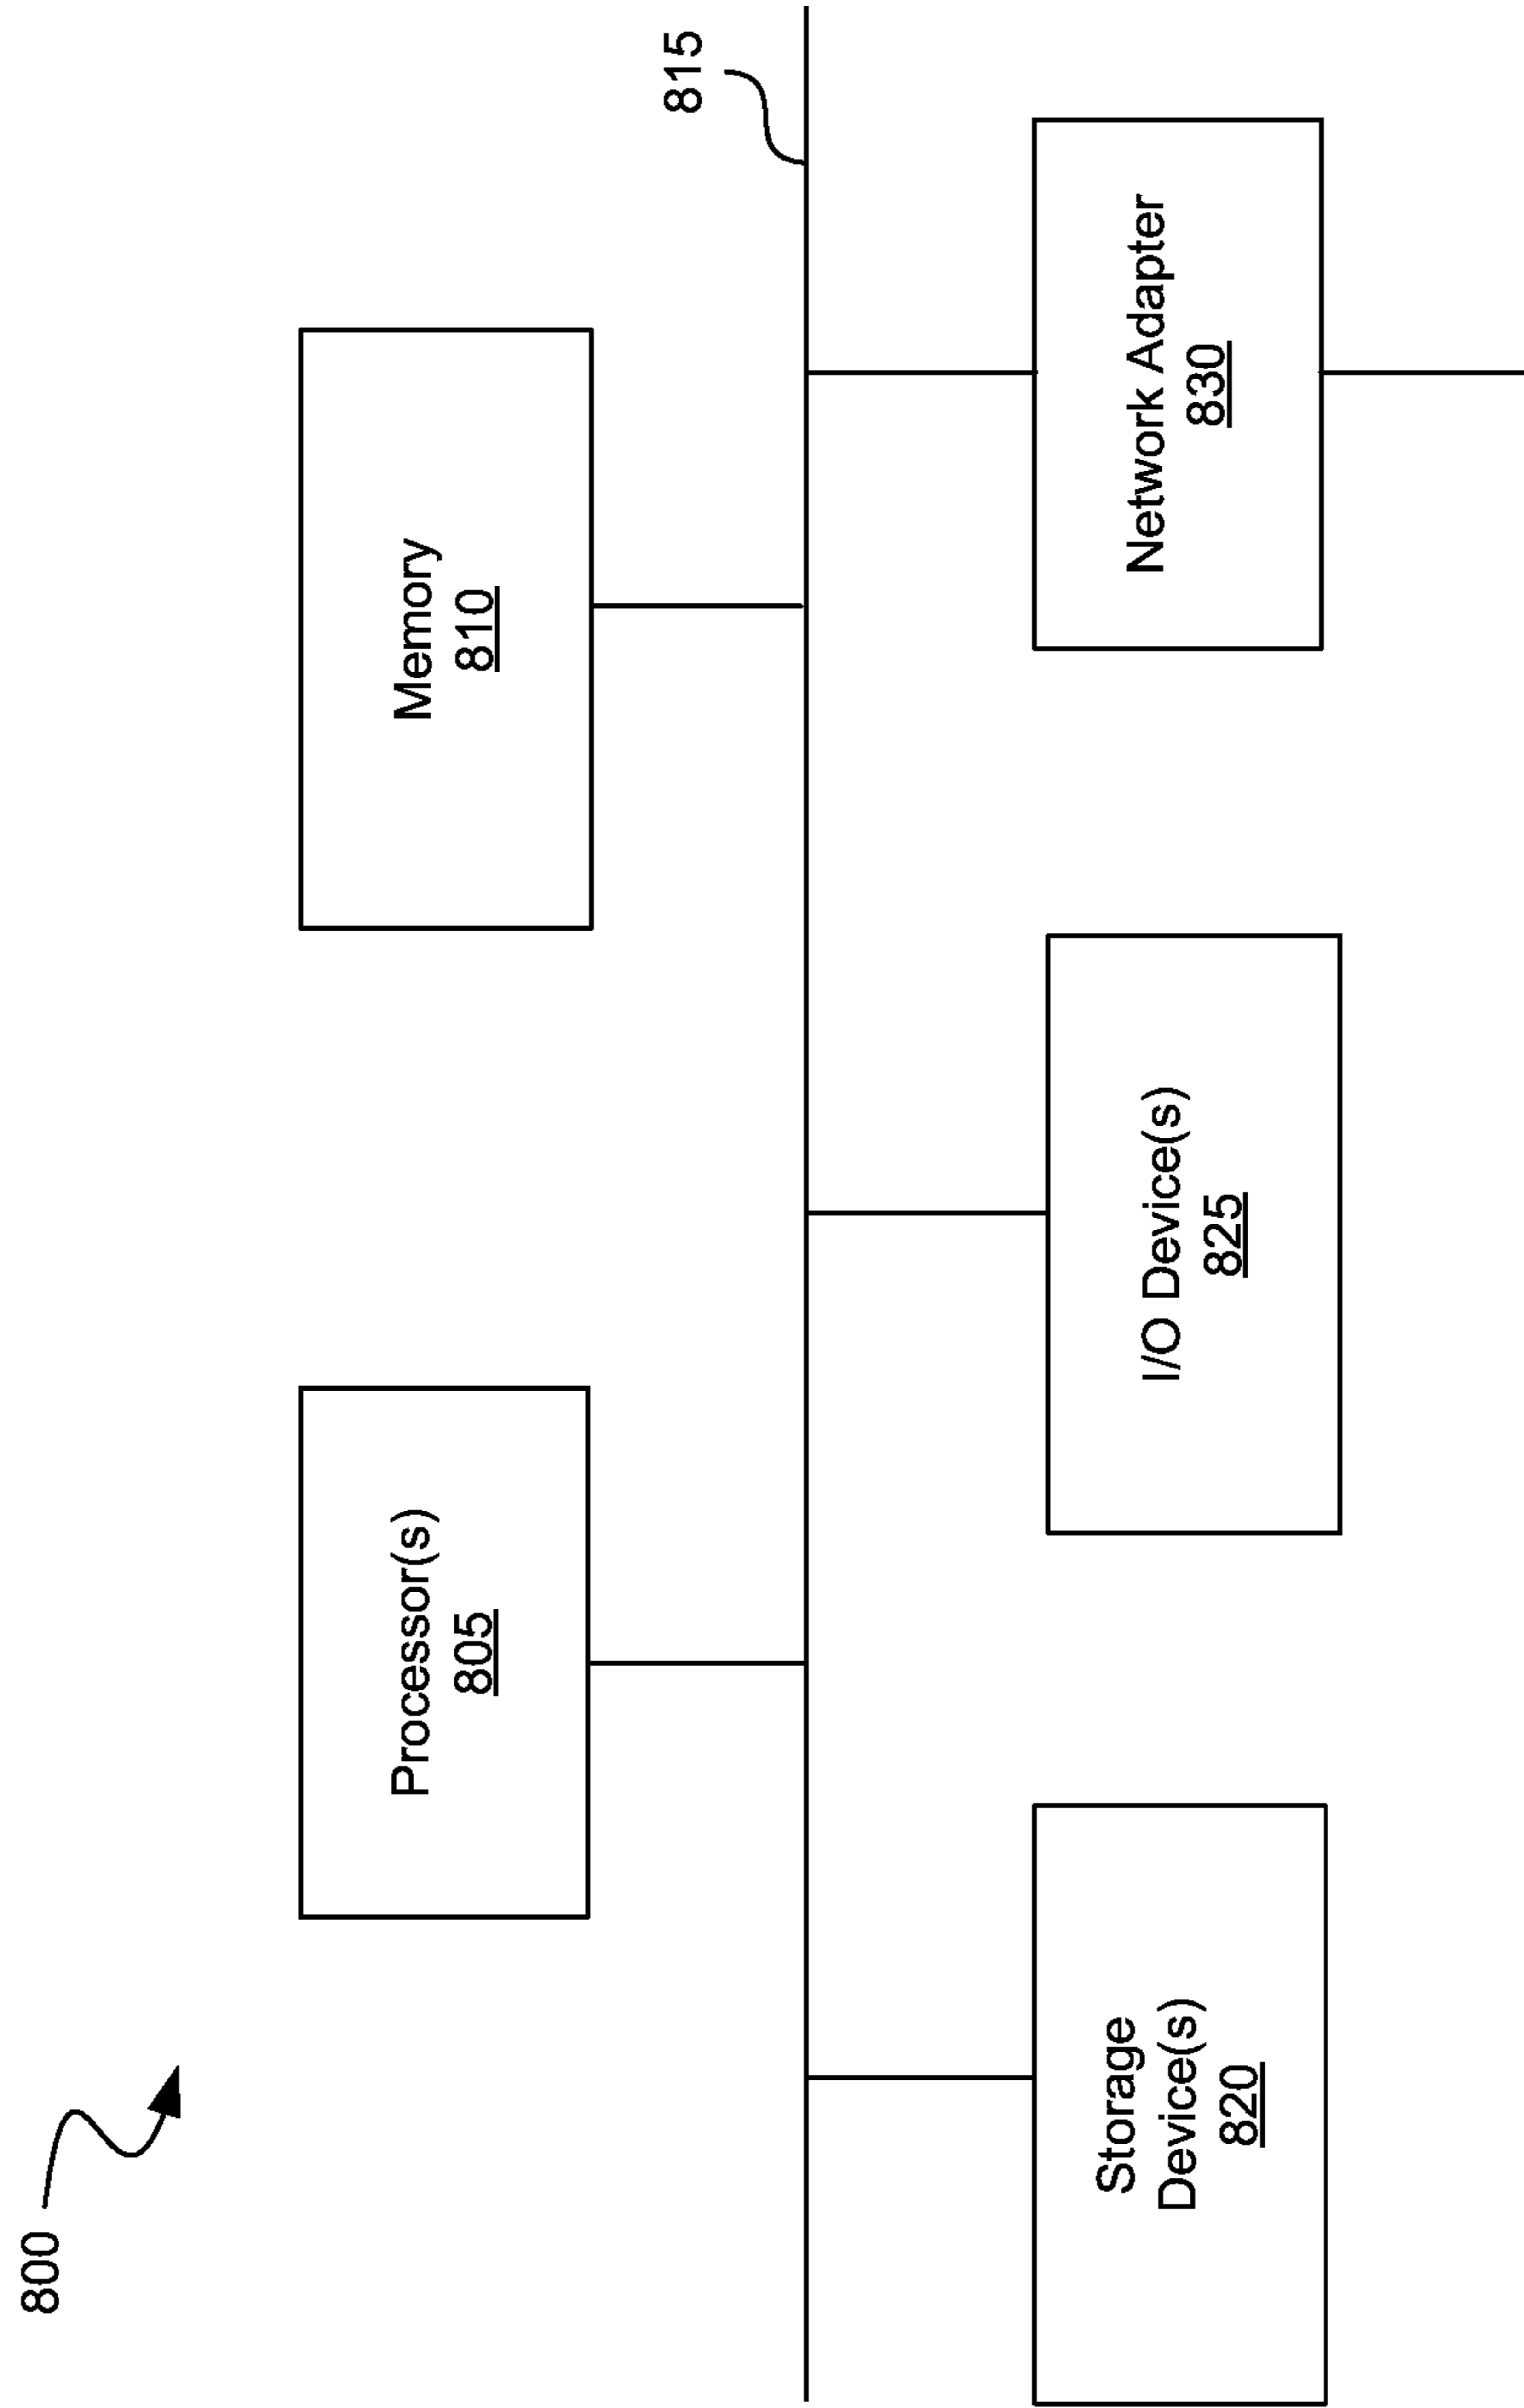 800
Processor(s)
805
Memory
810
815
Storage
Device(s)
820
I/O Device(s)
825
Network Adapter
830